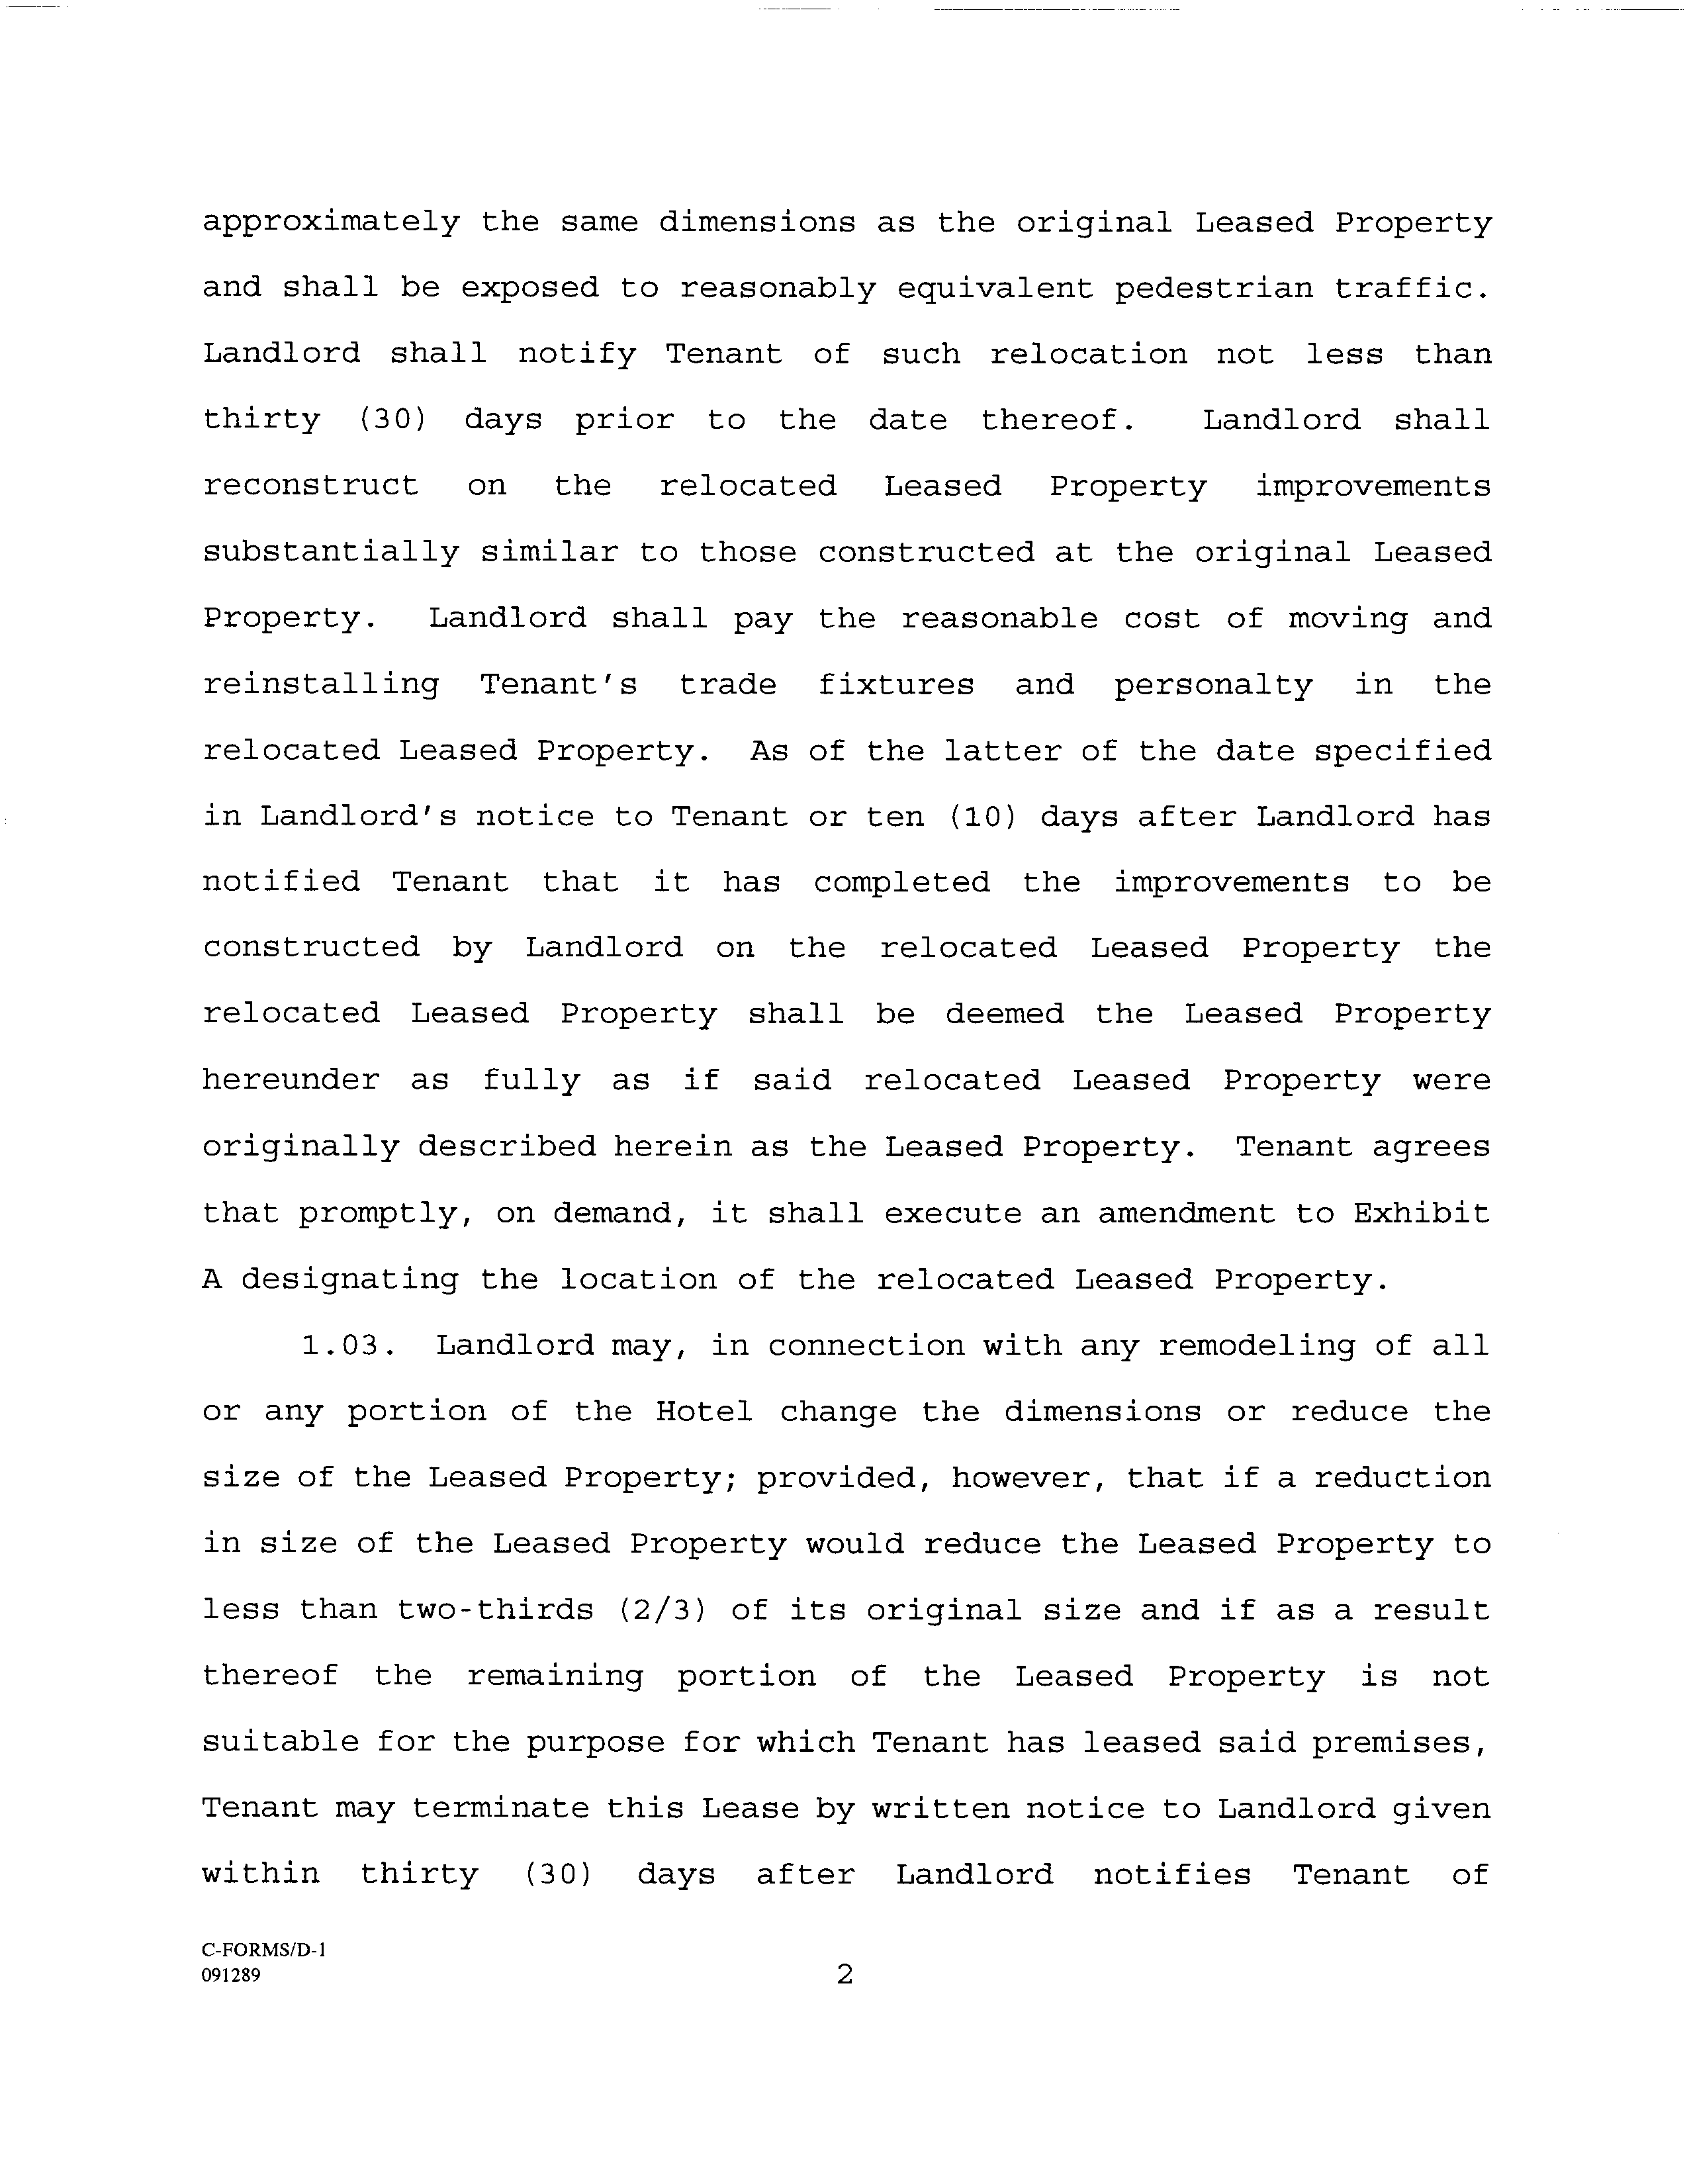 approximately the same dimensions as the original Leased Property
and shall be exposed to reasonably equivalent pedestrian traffic.
Landlord shall notify Tenant of such relocation not less than
thirty (30) days prior to the date thereof. Landlord shall
reconstruct on the relocated Leased Property improvements
substantially similar to those constructed at the original Leased
Property. Landlord shall pay the reasonable cost of moving and
reinstalling Tenant's trade fixtures and personalty in the
relocated Leased Property. As of the latter of the date specified
in Landlord's notice to Tenant or ten (10) days after Landlord has
notified Tenant that it has completed the improvements to be
constructed by Landlord on the relocated Leased Property the
relocated Leased Property shall be deemed the Leased Property
hereunder as fully as if said relocated Leased Property were
originally described herein as the Leased Property. Tenant agrees
that promptly, on demand, it shall execute an amendment to Exhibit
A designating the location of the relocated Leased Property.
1.03. Landlord may, in connection with any remodeling of all
or any portion of the Hotel change the dimensions or reduce the
size of the Leased Property; provided, however, that if a reduction
in size of the Leased Property would reduce the Leased Property to
less than two-thirds (2/3) of its original size and if as a result
thereof the remaining portion of the Leased Property is not
suitable for the purpose for which Tenant has leased said premises,
Tenant may terminate this Lease by written notice to Landlord given
within thirty (30) days after Landlord notifies Tenant of
C-FORMS/D-1
091289
2